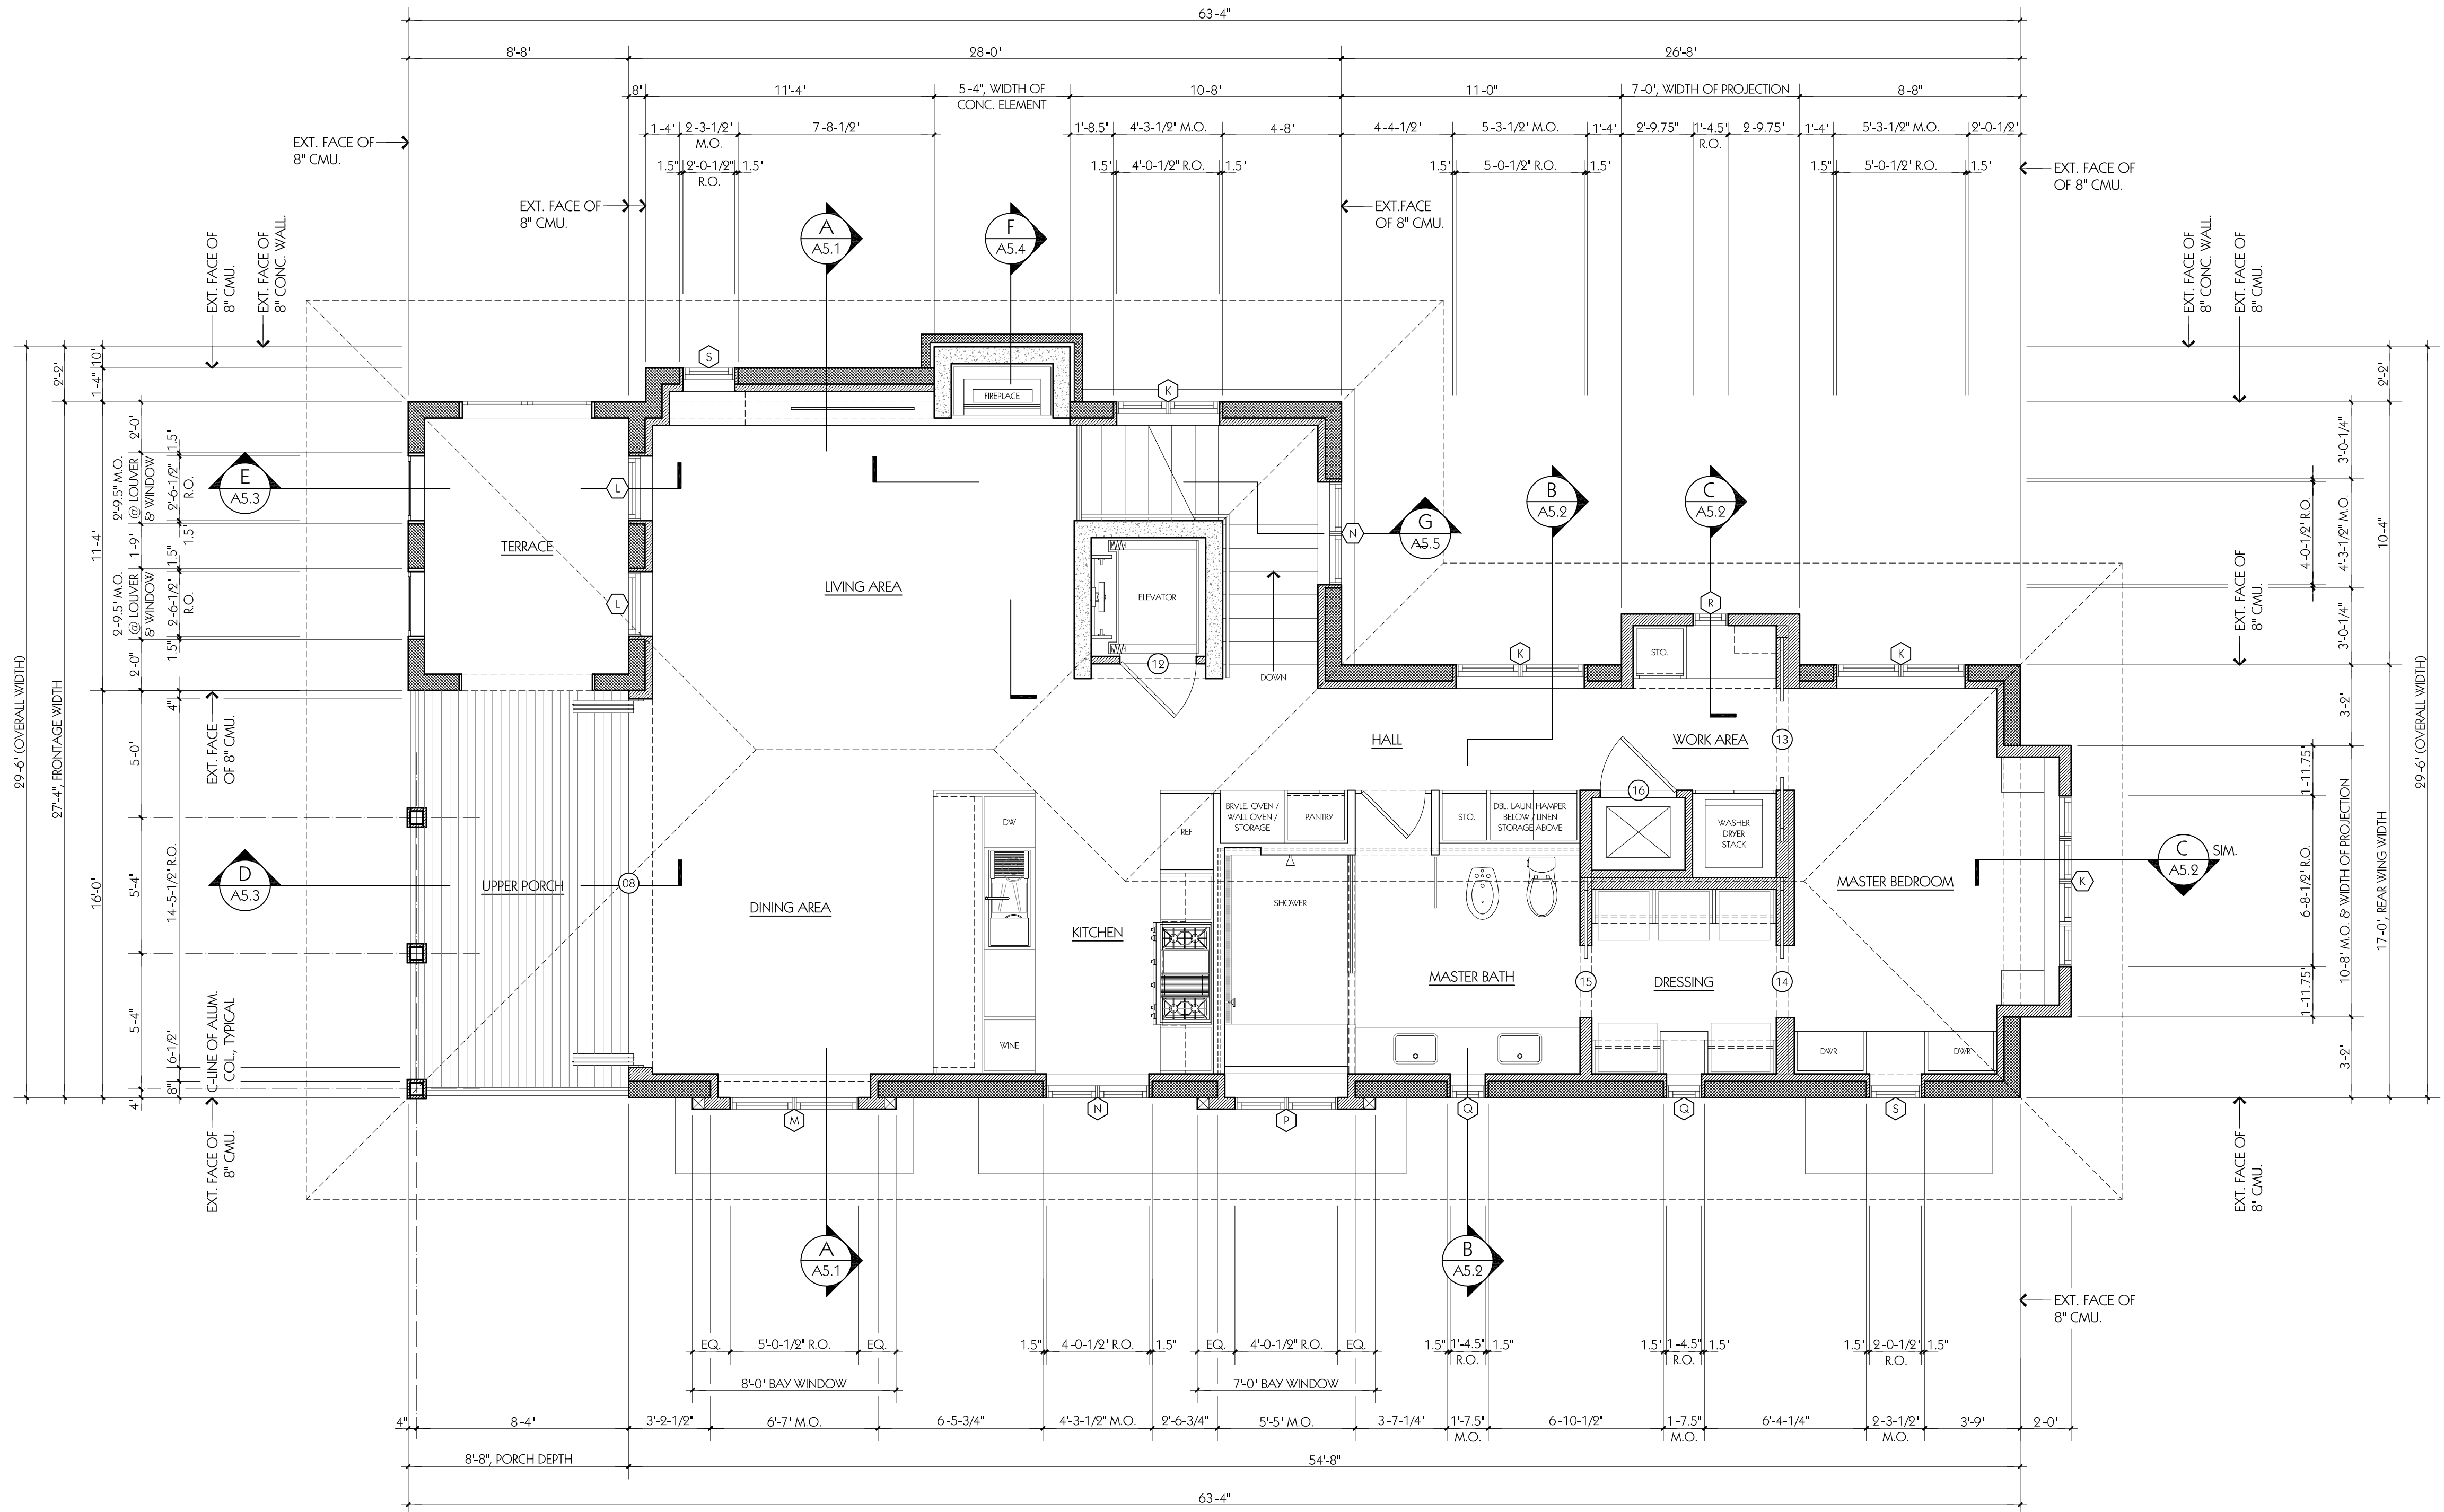 63'-4"
8'-8"
28'-0"
26'-8"
8"
11'-4"
5'-4", WIDTH OF
CONC. ELEMENT
10'-8"
11'-0"
7'-0", WIDTH OF PROJECTION
8'-8"
1'-4"
2'-3-1/2"
M.O.
7'-8-1/2"
1'-8.5"
4'-3-1/2" M.O.
4'-8"
4'-4-1/2"
5'-3-1/2" M.O.
1'-4"
2'-9.75"
1'-4.5"
R.O.
2'-9.75"
1'-4"
5'-3-1/2" M.O.
2'-0-1/2"
1.5"
2'-0-1/2"
R.O.
1.5"
1.5"
4'-0-1/2" R.O.
1.5"
1.5"
5'-0-1/2" R.O.
1.5"
1.5"
5'-0-1/2" R.O.
1.5"
EXT. FACE OF
8" CMU.
EXT. FACE OF
8" CMU.
EXT.FACE
OF 8" CMU.
EXT. FACE OF
OF 8" CMU.
A
A5.1
F
A5.4
EXT. FACE OF
8" CMU.
EXT. FACE OF
8" CONC. WALL.
EXT. FACE OF
8" CONC. WALL.
EXT. FACE OF
8" CMU.
29'-6" (OVERALL WIDTH)
2'-2"
27'-4", FRONTAGE WIDTH
10"
1'-4"
11'-4"
16'-0"
2'-0"
2'-9.5" M.O.
@ LOUVER
& WINDOW
1'-9"
2'-9.5" M.O.
@ LOUVER
& WINDOW
2'-0"
5'-0"
5'-4"
5'-4"
4"
1.5"
2'-6-1/2"
R.O.
1.5"
1.5"
2'-6-1/2"
R.O.
1.5"
4"
14'-5-1/2" R.O.
6-1/2"
8"
E
A5.3
D
A5.3
EXT. FACE
OF 8" CMU.
C-LINE OF ALUM.
COL., TYPICAL
EXT. FACE OF
8" CMU.
S
FIREPLACE
K
L
L
N
G
A5.5
B
A5.2
C
A5.2
R
K
K
TERRACE
LIVING AREA
ELEVATOR
12
DOWN
STO.
HALL
WORK AREA
13
16
UPPER PORCH
08
DINING AREA
DW
WINE
KITCHEN
REF
BRVLE. OVEN /
WALL OVEN /
STORAGE
PANTRY
STO.
DBL. LAUN. HAMPER
BELOW / LINEN
STORAGE ABOVE
WASHER
DRYER
STACK
SHOWER
MASTER BATH
15
DRESSING
14
MASTER BEDROOM
DWR
DWR
K
C
A5.2
SIM.
M
N
P
Q
Q
S
3'-0-1/4"
4'-0-1/2" R.O.
4'-3-1/2" M.O.
3'-0-1/4"
10'-4"
2'-2"
EXT. FACE OF
8" CMU.
3'-2"
1'-11.75"
6'-8-1/2" R.O.
1'-11.75"
10'-8" M.O. & WIDTH OF PROJECTION
3'-2"
17'-0", REAR WING WIDTH
29'-6" (OVERALL WIDTH)
EXT. FACE OF
8" CMU.
A
A5.1
B
A5.2
EXT. FACE OF
8" CMU.
EQ.
5'-0-1/2" R.O.
EQ.
1.5"
4'-0-1/2" R.O.
1.5"
EQ.
4'-0-1/2" R.O.
EQ.
1.5"
1'-4.5"
R.O.
1.5"
1.5"
1'-4.5"
R.O.
1.5"
1.5"
2'-0-1/2"
R.O.
1.5"
8'-0" BAY WINDOW
7'-0" BAY WINDOW
4"
8'-4"
3'-2-1/2"
6'-7" M.O.
6'-5-3/4"
4'-3-1/2" M.O.
2'-6-3/4"
5'-5" M.O.
3'-7-1/4"
1'-7.5"
M.O.
6'-10-1/2"
1'-7.5"
M.O.
6'-4-1/4"
2'-3-1/2"
M.O.
3'-9"
2'-0"
8'-8", PORCH DEPTH
54'-8"
63'-4"